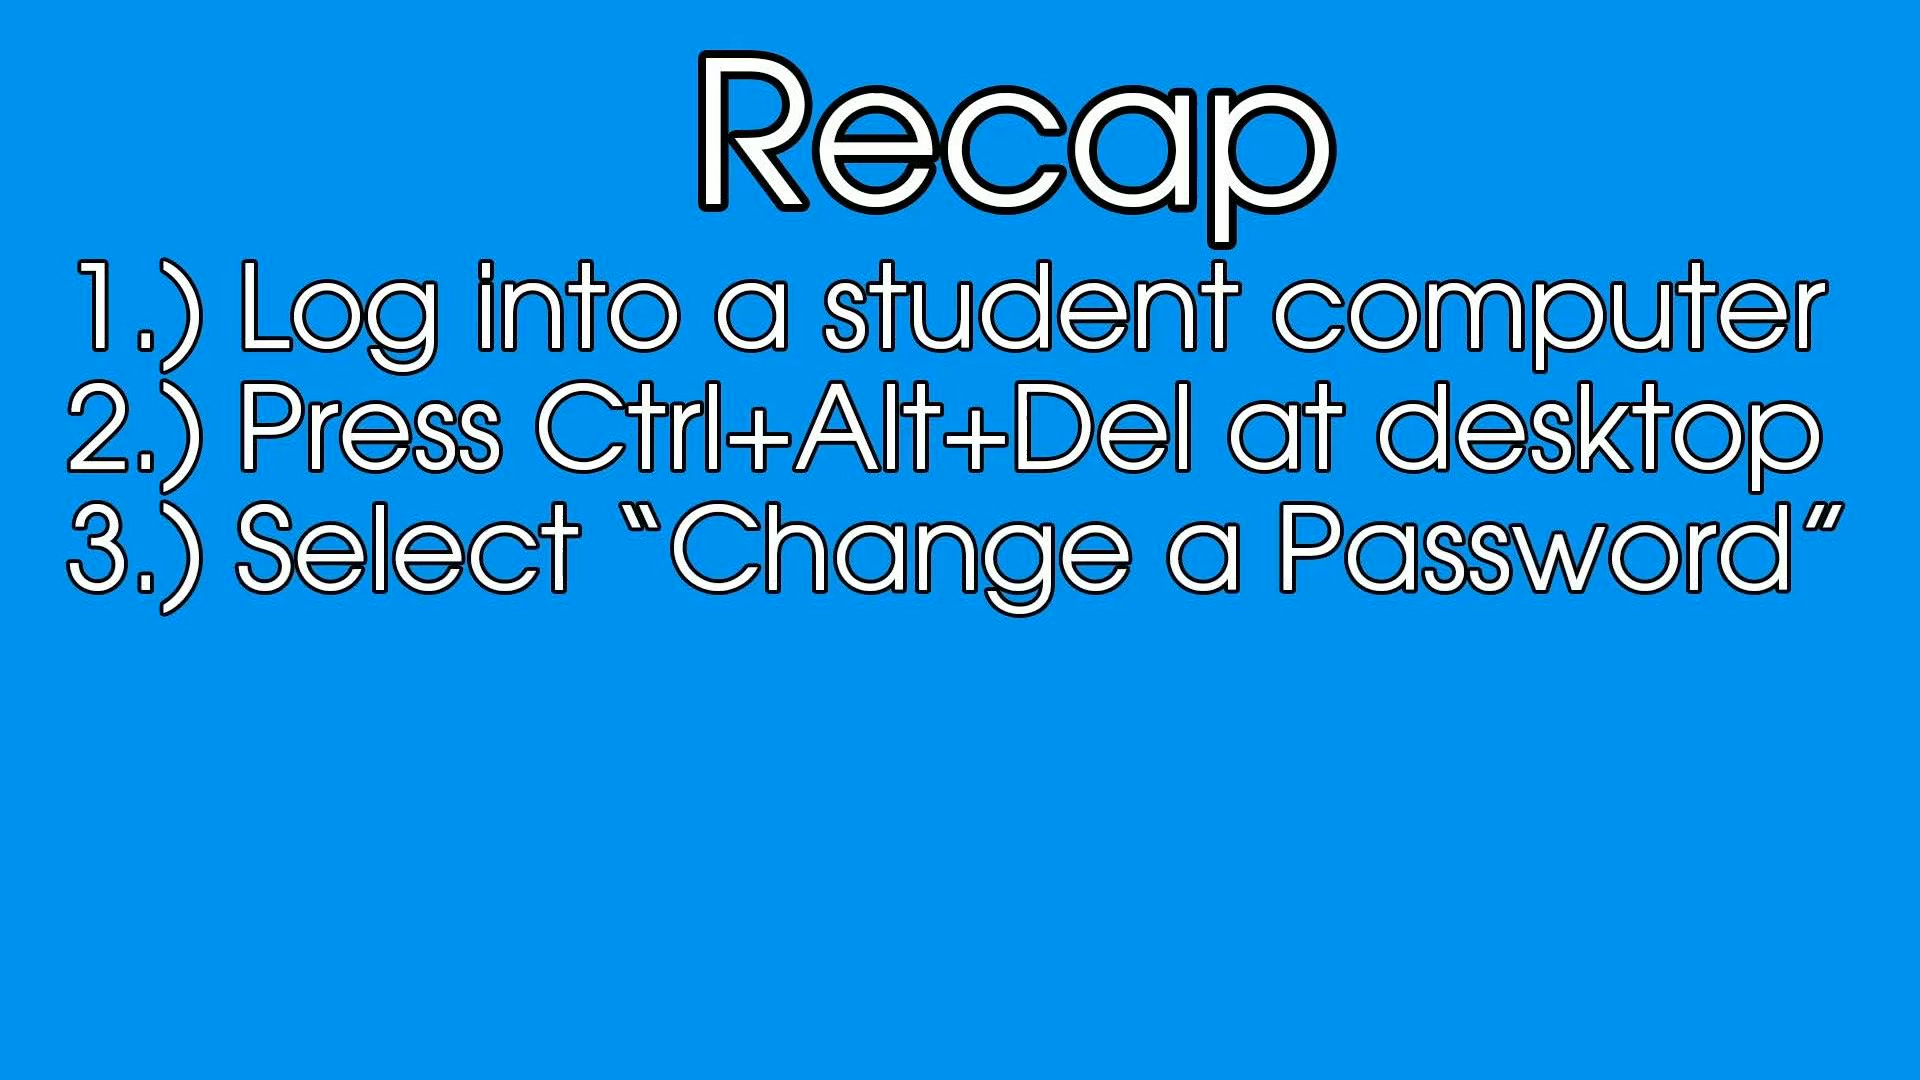 Recap
1.) Log into a student computer
2.) Press Ctrl+Alt+Del at desktop
3.) Select “Change a Password”